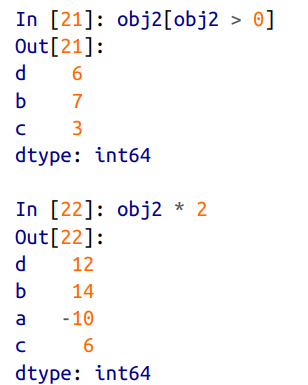 In [21]: obj2[obj2 > 0]
Out[21]:
d    6
b    7
c    3
dtype: int64

In [22]: obj2 * 2
Out[22]:
d    12
b    14
a   -10
c     6
dtype: int64